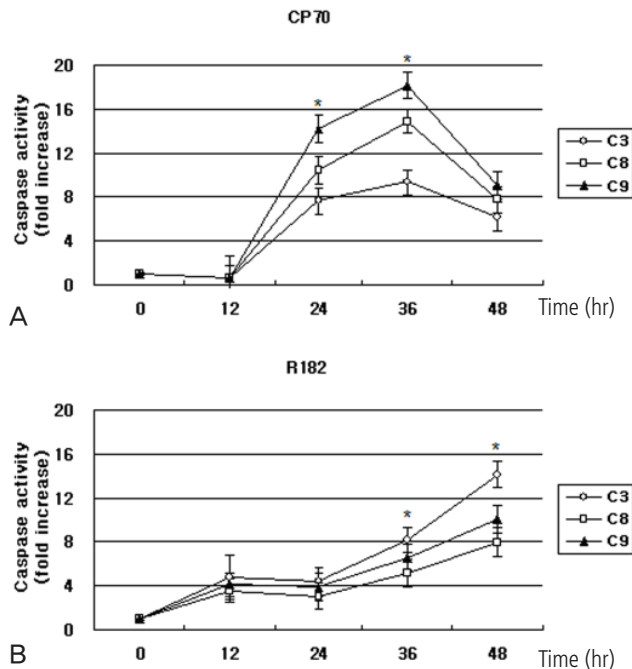 CP70
Caspase activity
(fold increase)
20
16
12
8
4
0
*
*
0 12 24 36 48 Time (hr)
C3
C8
C9
A
R182
Caspase activity
(fold increase)
20
16
12
8
4
0
*
*
0 12 24 36 48 Time (hr)
C3
C8
C9
B